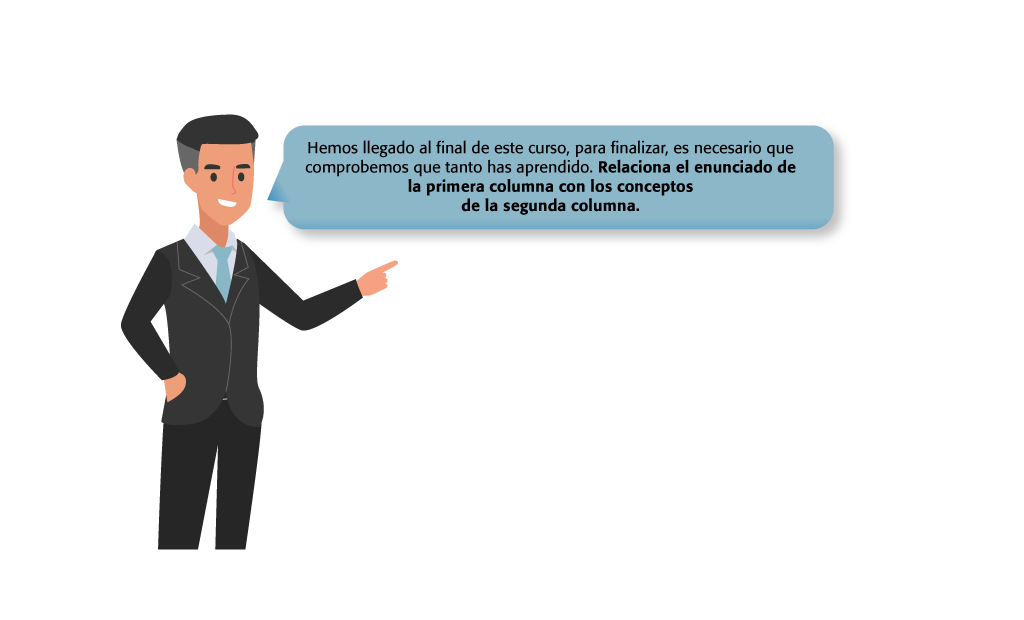 Hemos llegado al final de este curso, para finalizar, es necesario que
comprobemos que tanto has aprendido. Relaciona el enunciado de
la primera columna con los conceptos
de la segunda columna.